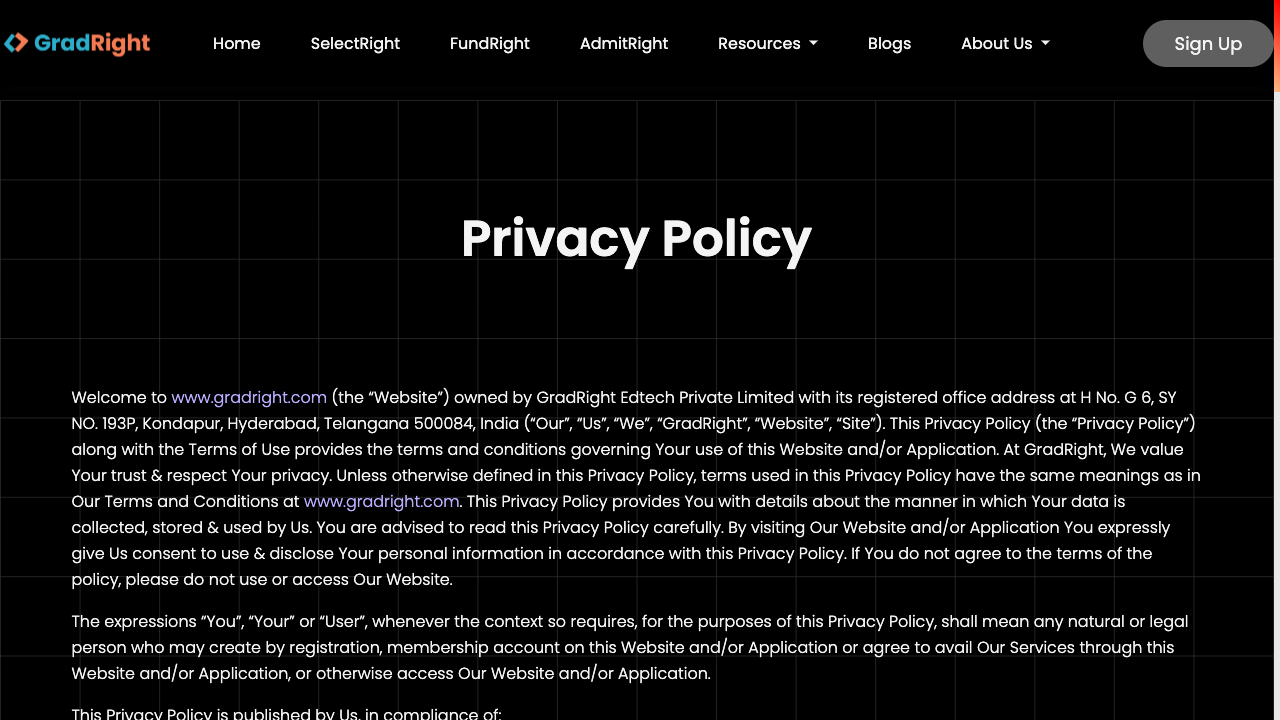 GradRight
Home
SelectRight
FundRight
AdmitRight
Resources
Blogs
About Us
Sign Up
Privacy Policy
Welcome to www.gradright.com (the “Website”) owned by GradRight Edtech Private Limited with its registered office address at H No. G 6, SY
NO. 193P, Kondapur, Hyderabad, Telangana 500084, India (“Our”, “Us”, “We”, “GradRight”, “Website”, “Site”). This Privacy Policy (the “Privacy Policy”)
along with the Terms of Use provides the terms and conditions governing Your use of this Website and/or Application. At GradRight, We value
Your trust & respect Your privacy. Unless otherwise defined in this Privacy Policy, terms used in this Privacy Policy have the same meanings as in
Our Terms and Conditions at www.gradright.com. This Privacy Policy provides You with details about the manner in which Your data is
collected, stored & used by Us. You are advised to read this Privacy Policy carefully. By visiting Our Website and/or Application You expressly
give Us consent to use & disclose Your personal information in accordance with this Privacy Policy. If You do not agree to the terms of the
policy, please do not use or access Our Website.
The expressions “You”, “Your” or “User”, whenever the context so requires, for the purposes of this Privacy Policy, shall mean any natural or legal
person who may create by registration, membership account on this Website and/or Application or agree to avail Our Services through this
Website and/or Application, or otherwise access Our Website and/or Application.
This Privacy Policy is published by Us, in compliance of: